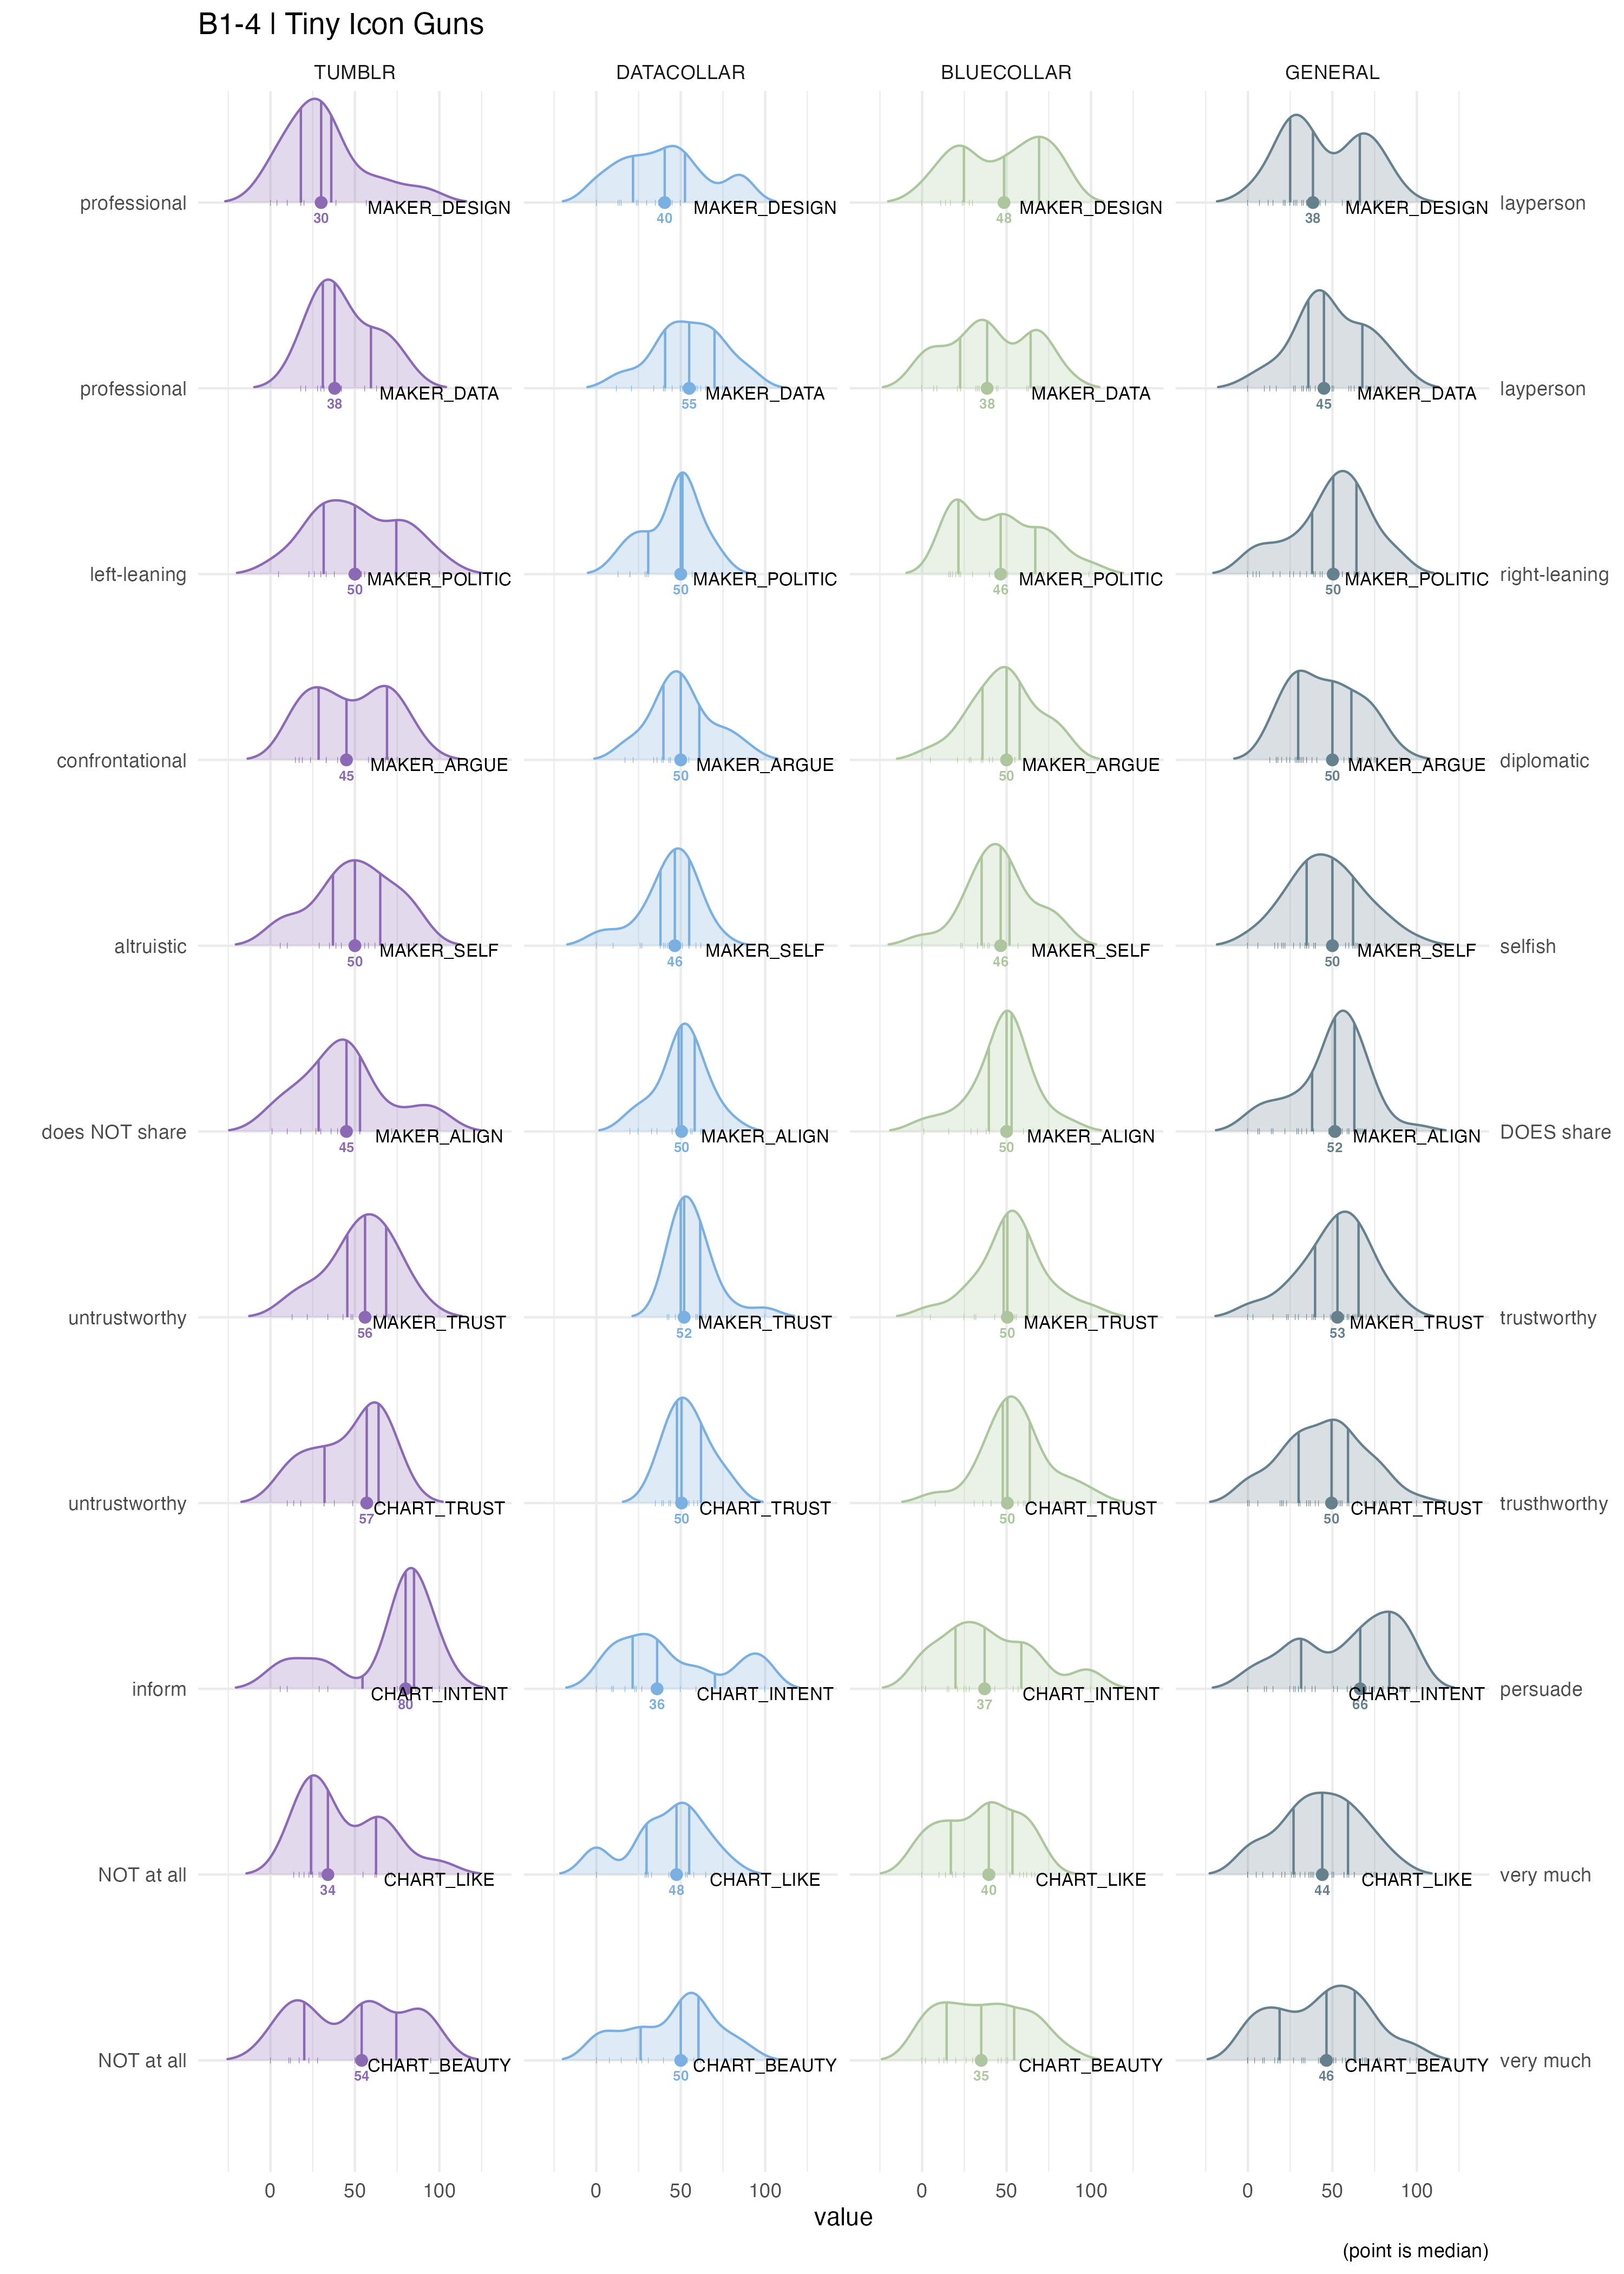 B1-4 | Tiny Icon Guns
TUMBLR DATACOLLAR BLUECOLLAR GENERAL
professional MAKER_DESIGN MAKER_DESIGN MAKER_DESIGN MAKER_DESIGN layperson
30 40 48 38
professional MAKER_DATA MAKER_DATA MAKER_DATA MAKER_DATA layperson
38 55 38 45
left-leaning MAKER_POLITIC MAKER_POLITIC MAKER_POLITIC MAKER_POLITIC right-leaning
50 50 46 50
confrontational MAKER_ARGUE MAKER_ARGUE MAKER_ARGUE MAKER_ARGUE diplomatic
45 50 50 50
altruistic MAKER_SELF MAKER_SELF MAKER_SELF MAKER_SELF selfish
50 46 46 50
does NOT share MAKER_ALIGN MAKER_ALIGN MAKER_ALIGN MAKER_ALIGN DOES share
45 50 50 52
untrustworthy MAKER_TRUST MAKER_TRUST MAKER_TRUST MAKER_TRUST trustworthy
56 52 50 53
untrustworthy CHART_TRUST CHART_TRUST CHART_TRUST CHART_TRUST trusthworthy
57 50 50 50
inform CHART_INTENT CHART_INTENT CHART_INTENT CHART_INTENT persuade
80 36 37 66
NOT at all CHART_LIKE CHART_LIKE CHART_LIKE CHART_LIKE very much
34 48 40 44
NOT at all CHART_BEAUTY CHART_BEAUTY CHART_BEAUTY CHART_BEAUTY very much
54 50 35 46
0 50 100 0 50 100 0 50 100 0 50 100
value
(point is median)